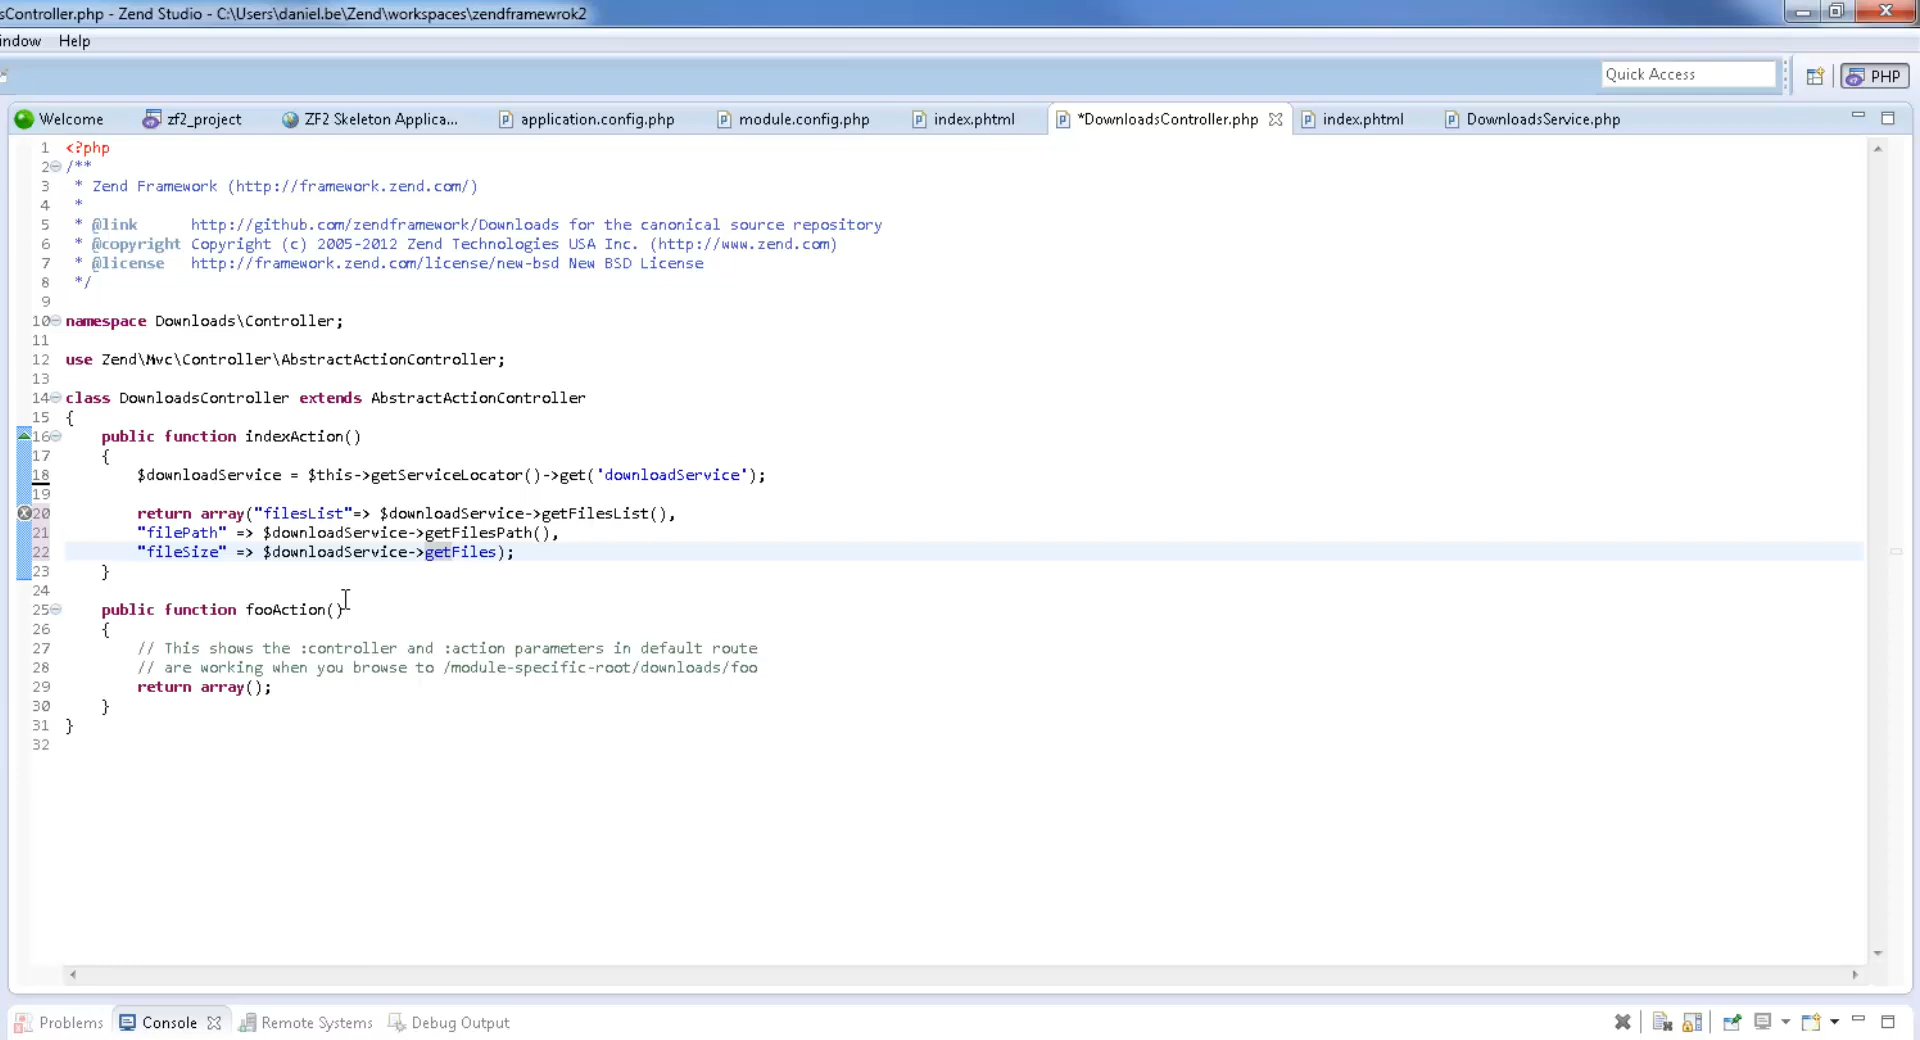 sController.php - Zend Studio - C:\Users\daniel.be\Zend\workspaces\zendframewrok2
indow Help
Quick Access
PHP
Welcome zf2_project ZF2 Skeleton Applica... application.config.php module.config.php index.phtml *DownloadsController.php index.phtml DownloadsService.php
1 <?php
2 /**
3 * Zend Framework (http://framework.zend.com/)
4 *
5 * @link http://github.com/zendframework/Downloads for the canonical source repository
6 * @copyright Copyright (c) 2005-2012 Zend Technologies USA Inc. (http://www.zend.com)
7 * @license http://framework.zend.com/license/new-bsd New BSD License
8 */
9
10 namespace Downloads\Controller;
11
12 use Zend\Mvc\Controller\AbstractActionController;
13
14 class DownloadsController extends AbstractActionController
15 {
16 public function indexAction()
17 {
18 $downloadService = $this->getServiceLocator()->get('downloadService');
19
20 return array("filesList"=> $downloadService->getFilesList(),
21 "filePath" => $downloadService->getFilesPath(),
22 "fileSize" => $downloadService->getFiles);
23 }
24
25 public function fooAction()
26 {
27 // This shows the :controller and :action parameters in default route
28 // are working when you browse to /module-specific-root/downloads/foo
29 return array();
30 }
31 }
32
Problems Console Remote Systems Debug Output